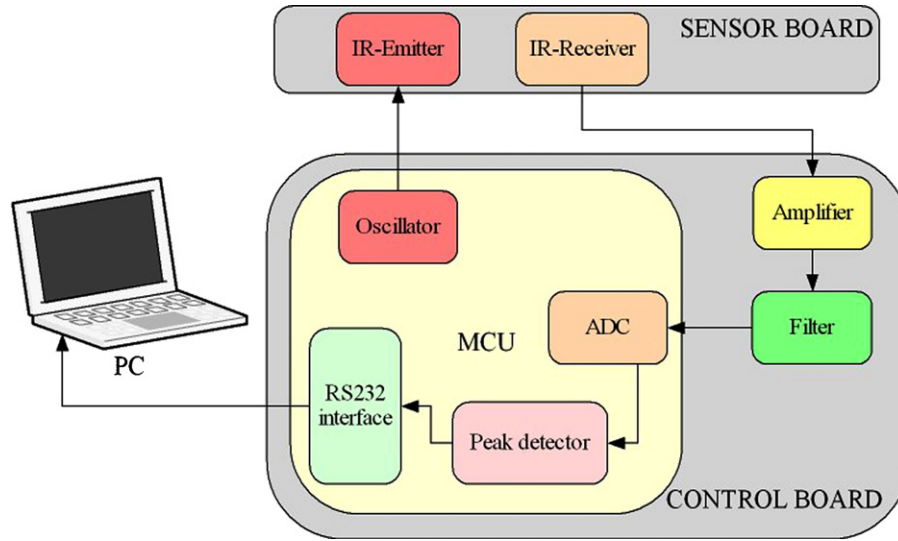 SENSOR BOARD
IR-Emitter
IR-Receiver
Oscillator
Amplifier
Filter
ADC
MCU
PC
RS232
interface
Peak detector
CONTROL BOARD